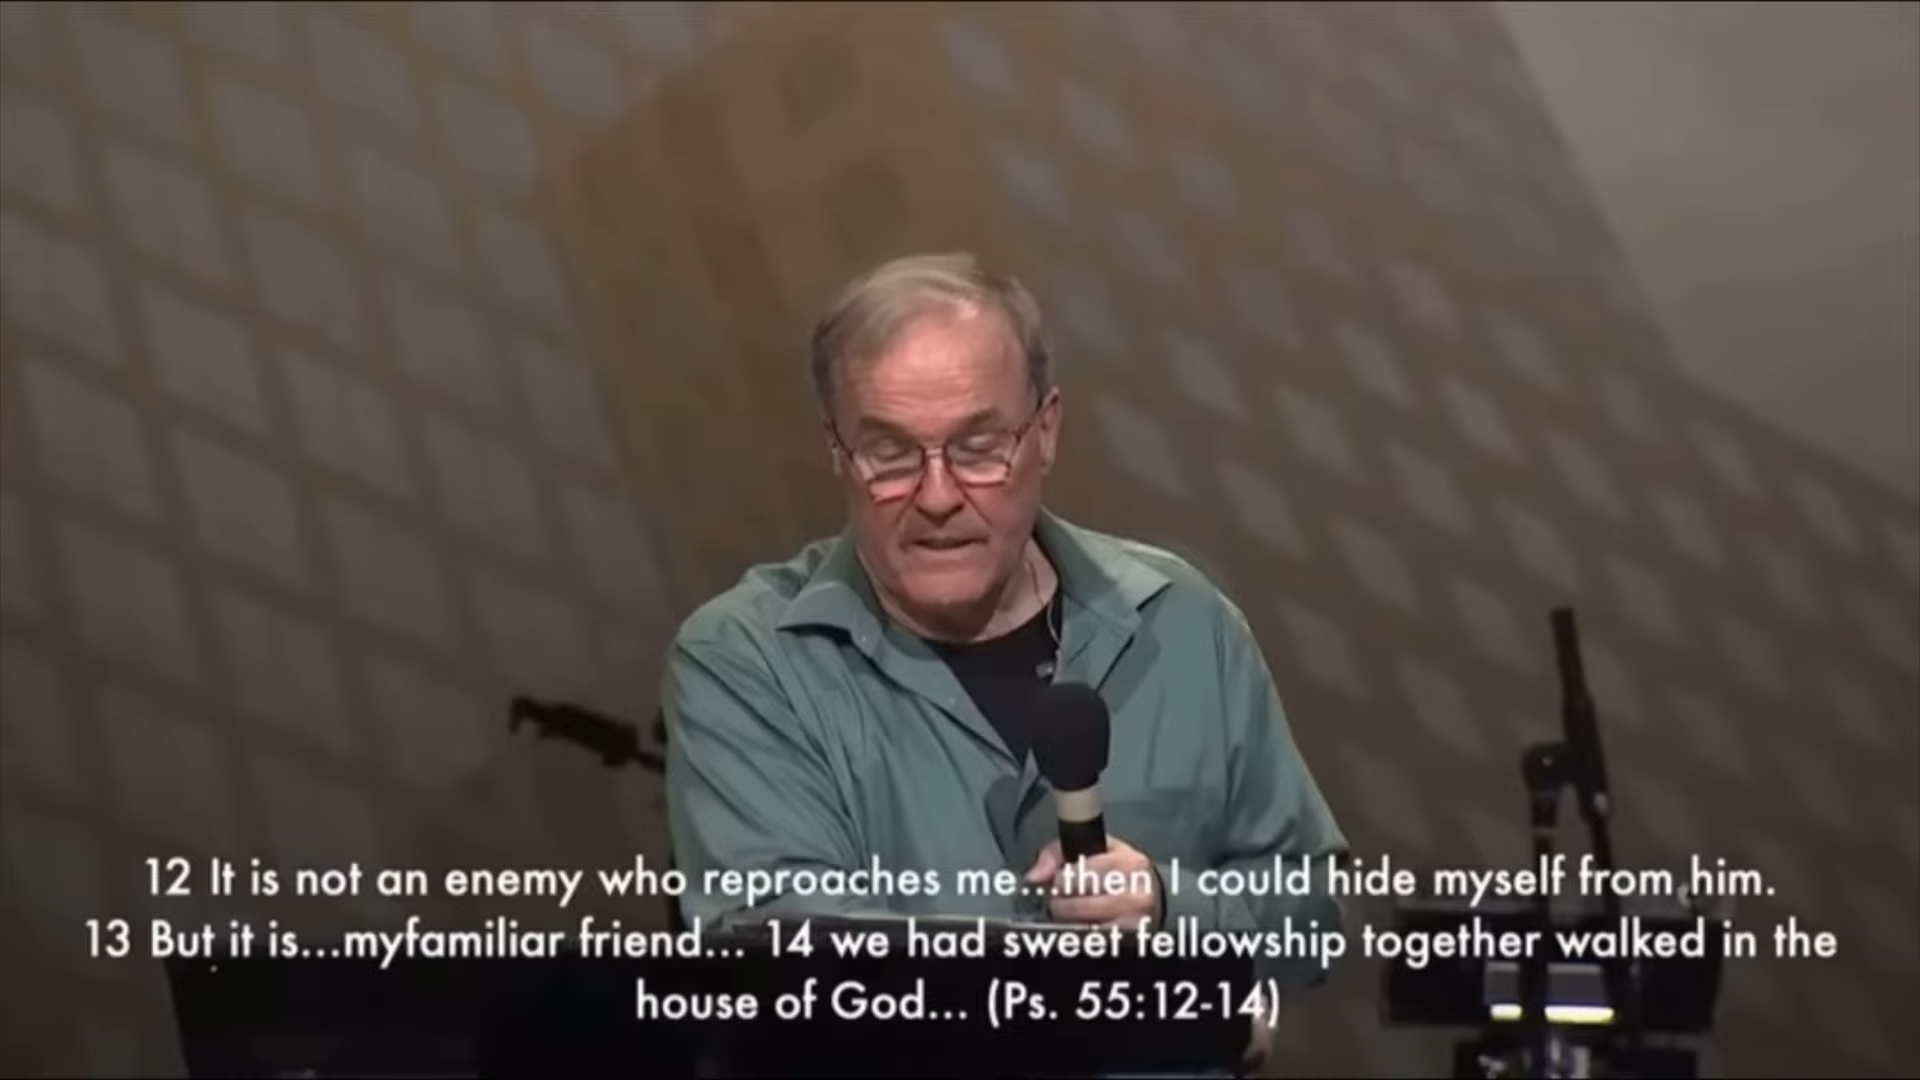 12 It is not an enemy who reproaches me...then I could hide myself from him.
13 But it is...myfamiliar friend... 14 we had sweet fellowship together walked in the
house of God... (Ps. 55:12-14)